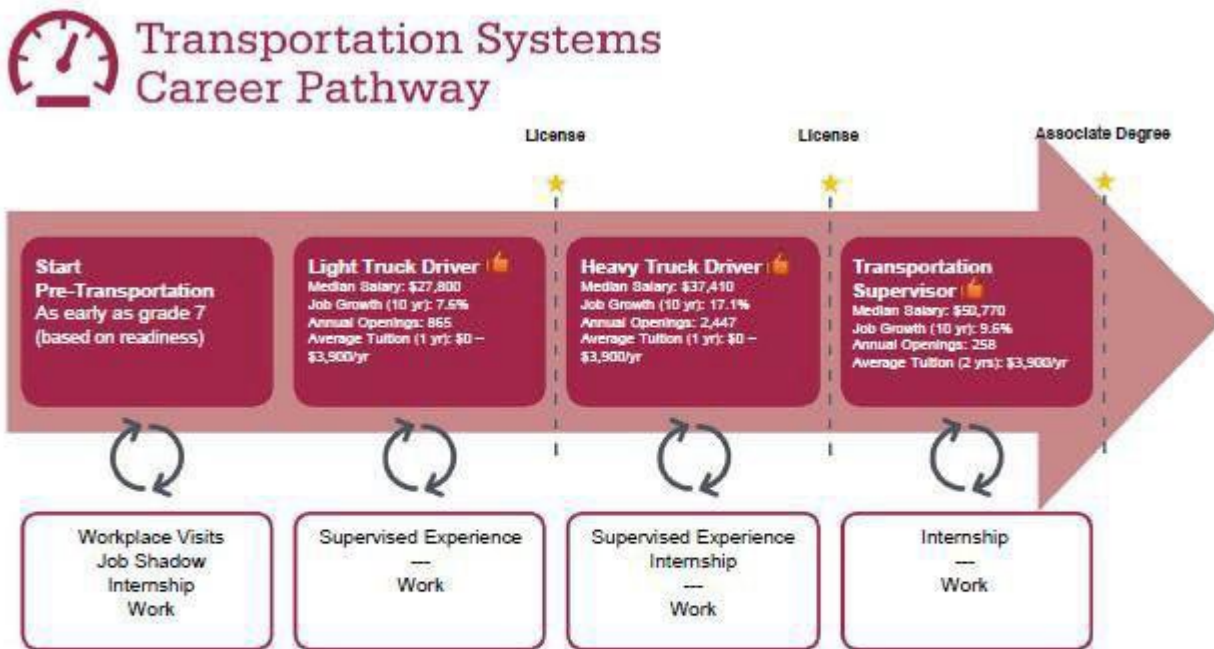 Transportation Systems
Career Pathway
License
License
Associate Degree
Start
Pre-Transportation
As early as grade 7
(based on readiness)
Light Truck Driver
Median Salary: $27,800
Job Growth (10 yr): 7.6%
Annual Openings: 865
Average Tuition (1 yr): $0 –
$3,900/yr
Heavy Truck Driver
Median Salary: $37,410
Job Growth (10 yr): 17.1%
Annual Openings: 2,447
Average Tuition (1 yr): $0 –
$3,900/yr
Transportation
Supervisor
Median Salary: $50,770
Job Growth (10 yr): 9.6%
Annual Openings: 258
Average Tuition (2 yrs): $3,900/yr
Workplace Visits
Job Shadow
Internship
Work
Supervised Experience
---
Work
Supervised Experience
Internship
---
Work
Internship
---
Work